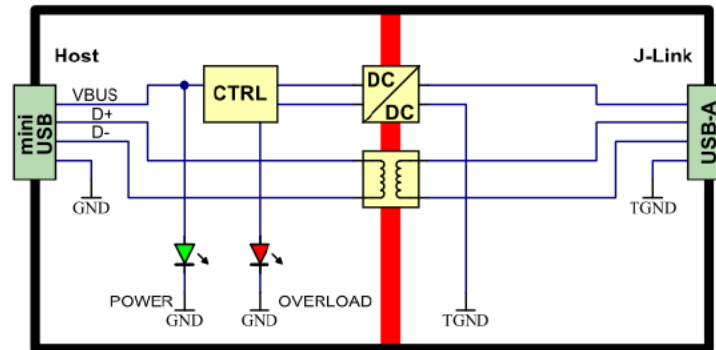 Host
J-Link
VBUS
D+
D-
mini
USB
CTRL
DC
DC
USB-A
GND
TGND
POWER
GND
GND
OVERLOAD
TGND